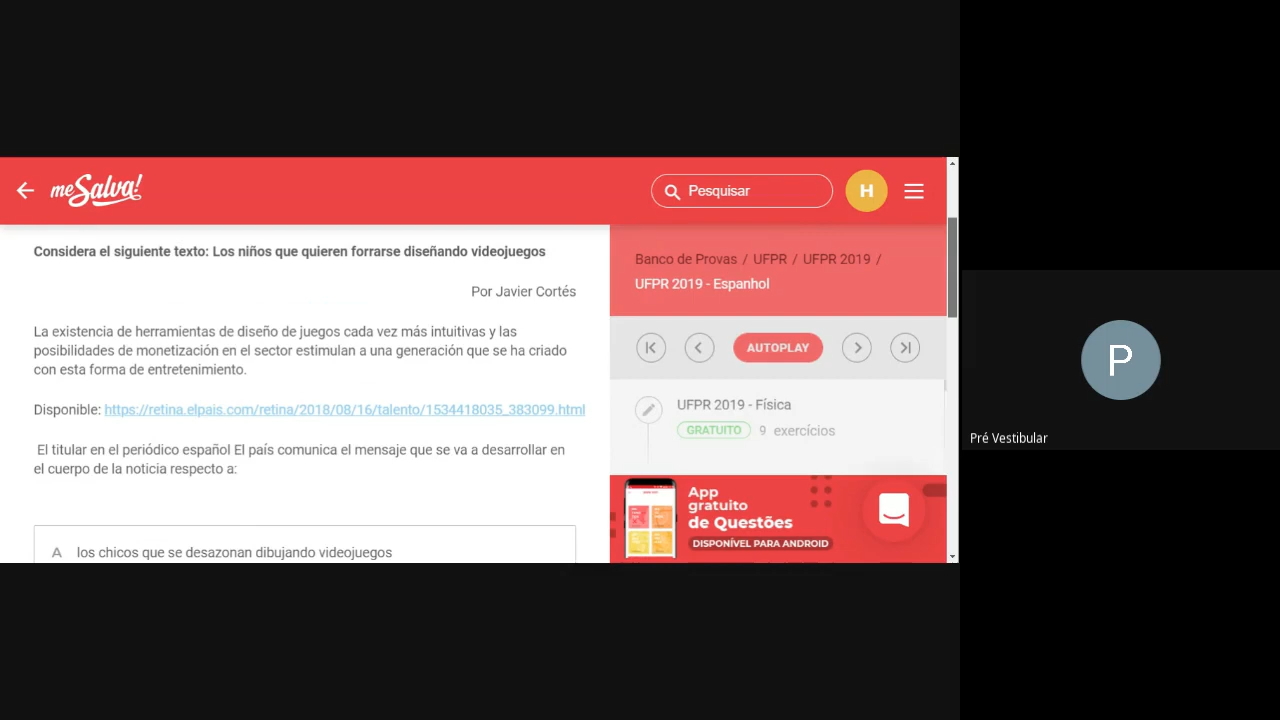 me Salva!
Pesquisar
H
Considera el siguiente texto: Los niños que quieren forrarse diseñando videojuegos
Por Javier Cortés
La existencia de herramientas de diseño de juegos cada vez más intuitivas y las
posibilidades de monetización en el sector estimulan a una generación que se ha criado
con esta forma de entretenimiento.
Disponible: https://retina.elpais.com/retina/2018/08/16/talento/1534418035_383099.html
El titular en el periódico español El país comunica el mensaje que se va a desarrollar en
el cuerpo de la noticia respecto a:
A los chicos que se desazonan dibujando videojuegos
Banco de Provas / UFPR / UFPR 2019 /
UFPR 2019 - Espanhol
AUTOPLAY
UFPR 2019 - Física
GRATUITO 9 exercícios
App
gratuito
de Questões
DISPONÍVEL PARA ANDROID
P
Pré Vestibular